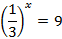 (1/3)^x = 9